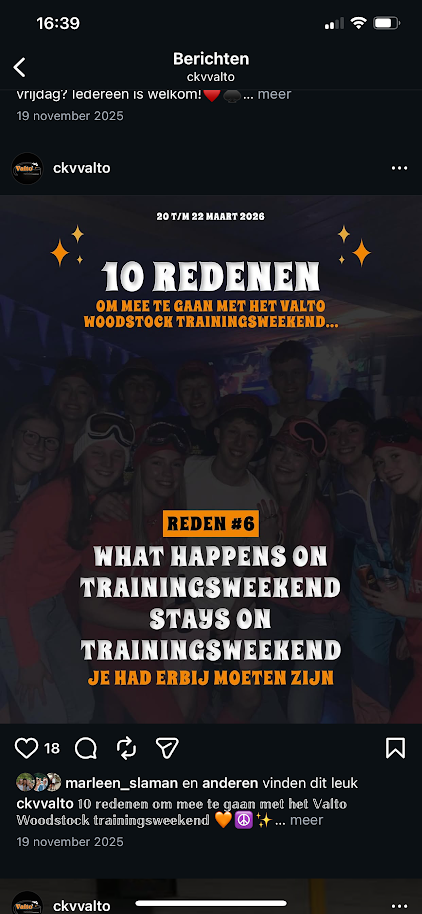 16:39
Berichten
ckvvalto
vrijdag? Iedereen is welkom!❤️... meer
19 november 2025
ckvvalto
20 T/M 22 MAART 2026
10 REDENEN
OM MEE TE GAAN MET HET VALTO
WOODSTOCK TRAININGSWEEKEND...
REDEN #6
WHAT HAPPENS ON
TRAININGSWEEKEND
STAYS ON
TRAININGSWEEKEND
JE HAD ERBIJ MOETEN ZIJN
18
marleen_slaman en anderen vinden dit leuk
ckvvalto 10 redenen om mee te gaan met het Valto
Woodstock trainingsweekend 🧡☮️✨... meer
19 november 2025
Valto
ckvvalto